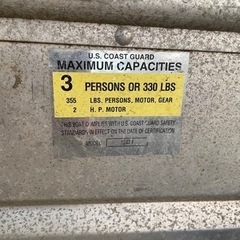 U.S. COAST GUARD
MAXIMUM CAPACITIES
3 PERSONS OR 330 LBS
355 LBS. PERSONS, MOTOR, GEAR
2 H. P. MOTOR
THIS BOAT COMPLIES WITH U.S. COAST GUARD SAFETY
STANDARDS IN EFFECT ON THE DATE OF CERTIFICATION
MODEL